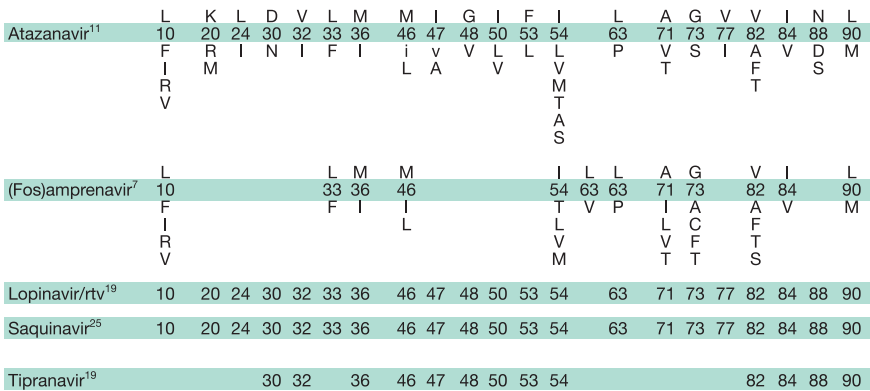 L K L D V L M M I G I F I L A G V V I N L
Atazanavir11 10 20 24 30 32 33 36 46 47 48 50 53 54 63 71 73 77 82 84 88 90
F R I N I F I i v V L L L P V S I A V D M
I M L A V V T F S
R M T
V T
A
S
L L M M I L L A G V I L
(Fos)amprenavir7 10 33 36 46 54 63 63 71 73 82 84 90
F F I I T V P I A A V M
I L L L C F
R V V F T
V M T T S
Lopinavir/rtv19 10 20 24 30 32 33 36 46 47 48 50 53 54 63 71 73 77 82 84 88 90
Saquinavir25 10 20 24 30 32 33 36 46 47 48 50 53 54 63 71 73 77 82 84 88 90
Tipranavir19 30 32 36 46 47 48 50 53 54 82 84 88 90